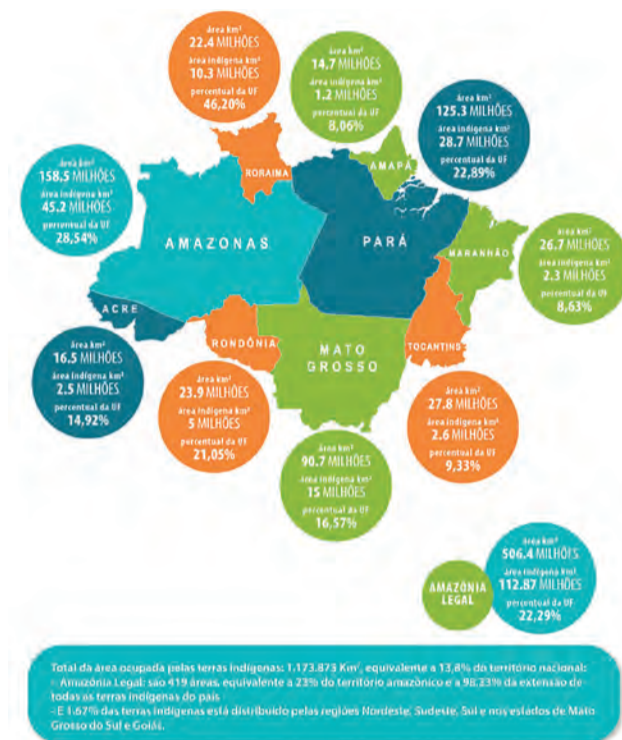 área km²
22.4 MILHÕES
área indígena km²
10.3 MILHÕES
percentual da UF
46,20%
área km²
14.7 MILHÕES
área indígena km²
1.2 MILHÕES
percentual da UF
8,06%
área km²
125.3 MILHÕES
área indígena km²
28.7 MILHÕES
percentual da UF
22,89%
área km²
158.5 MILHÕES
área indígena km²
45.2 MILHÕES
percentual da UF
28,54%
RORAIMA
AMAPÁ
AMAZONAS
PARÁ
MARANHÃO
área km²
26.7 MILHÕES
área indígena km²
2.3 MILHÕES
percentual da UF
8,63%
ACRE
RONDÔNIA
MATO
GROSSO
TOCANTINS
área km²
16.5 MILHÕES
área indígena km²
2.5 MILHÕES
percentual da UF
14,92%
área km²
23.9 MILHÕES
área indígena km²
5 MILHÕES
percentual da UF
21,05%
área km²
90.7 MILHÕES
área indígena km²
15 MILHÕES
percentual da UF
16,57%
área km²
27.8 MILHÕES
área indígena km²
2.6 MILHÕES
percentual da UF
9,33%
AMAZÔNIA
LEGAL
área km²
506.4 MILHÕES
área indígena km²
112.87 MILHÕES
percentual da UF
22,29%
Total da área ocupada pelas terras indígenas: 1.173.873 Km², equivalente a 13,8% do território nacional:
- Amazônia Legal: são 419 áreas, equivalente a 23% do território amazônico e a 98.23% da extensão de
todas as terras indígenas do país
- E 1.67% das terras indígenas está distribuído pelas regiões Nordeste, Sudeste, Sul e nos estados de Mato
Grosso do Sul e Goiás.